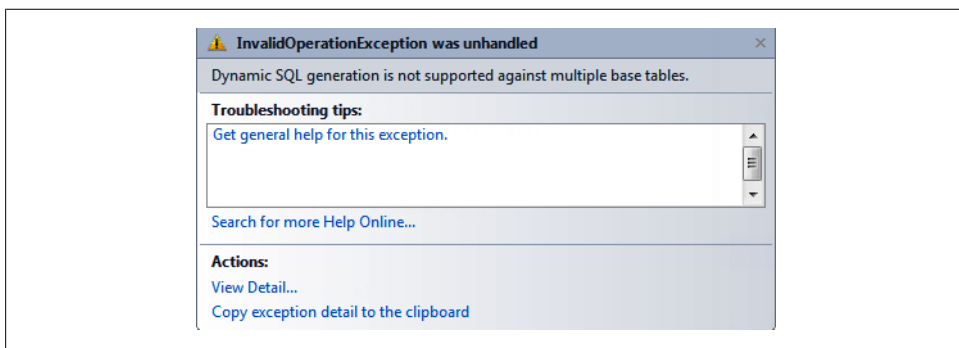 InvalidOperationException was unhandled
Dynamic SQL generation is not supported against multiple base tables.
Troubleshooting tips:
Get general help for this exception.
Search for more Help Online...
Actions:
View Detail...
Copy exception detail to the clipboard